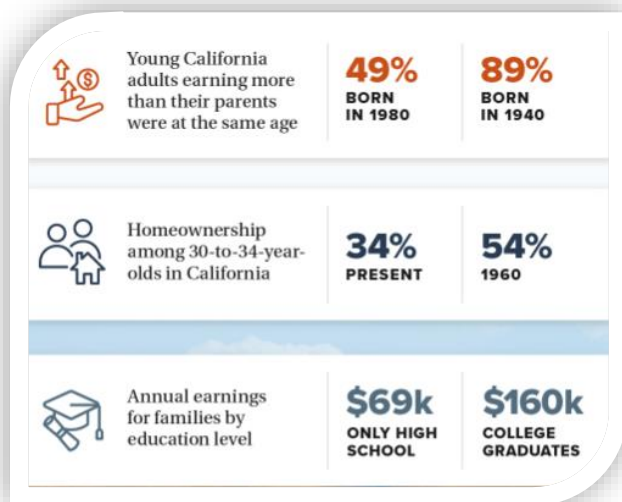 Young California
adults earning more
than their parents
were at the same age
49%
BORN
IN 1980
89%
BORN
IN 1940
Homeownership
among 30-to-34-year-
olds in California
34%
PRESENT
54%
1960
Annual earnings
for families by
education level
$69k
ONLY HIGH
SCHOOL
$160k
COLLEGE
GRADUATES